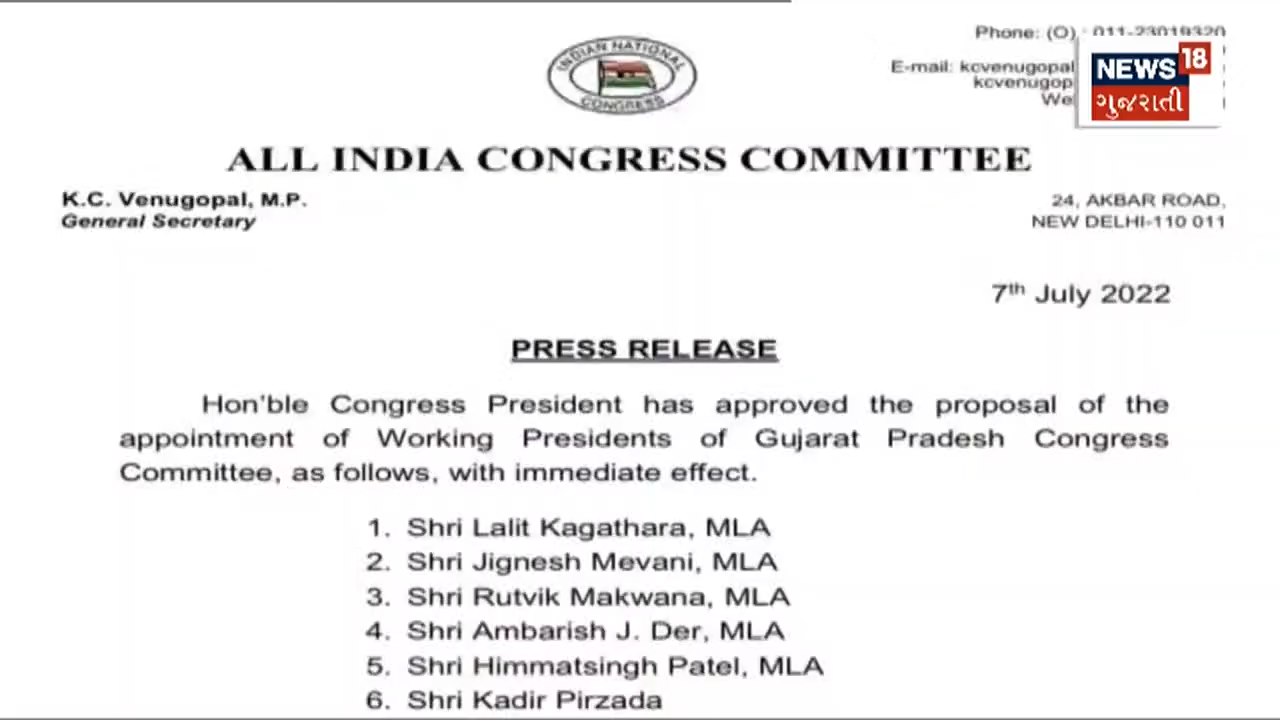 INDIAN NATIONAL
CONGRESS
Phone: (O) : 011-23019320
E-mail: kcvenugopal
kcvenugop
We
NEWS 18
ગુજરાતી
ALL INDIA CONGRESS COMMITTEE
K.C. Venugopal, M.P.
General Secretary
24, AKBAR ROAD,
NEW DELHI-110 011
7th July 2022
PRESS RELEASE
Hon'ble Congress President has approved the proposal of the
appointment of Working Presidents of Gujarat Pradesh Congress
Committee, as follows, with immediate effect.
1. Shri Lalit Kagathara, MLA
2. Shri Jignesh Mevani, MLA
3. Shri Rutvik Makwana, MLA
4. Shri Ambarish J. Der, MLA
5. Shri Himmatsingh Patel, MLA
6. Shri Kadir Pirzada